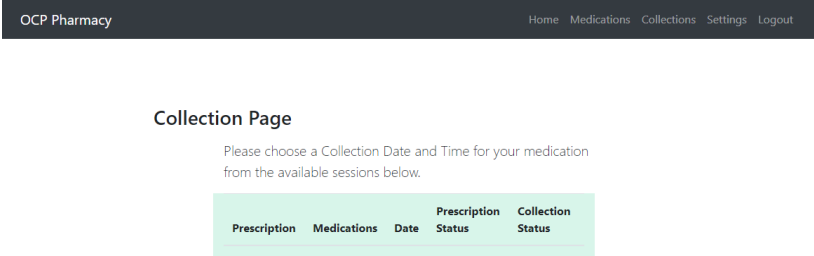 OCP Pharmacy Home Medications Collections Settings Logout
Collection Page
Please choose a Collection Date and Time for your medication
from the available sessions below.
Prescription Medications Date Prescription Status Collection Status